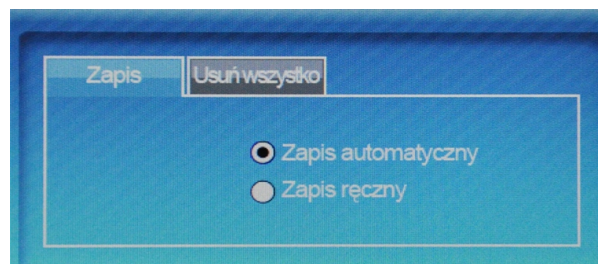 Zapis
Usuń wszystko
Zapis automatyczny
Zapis ręczny